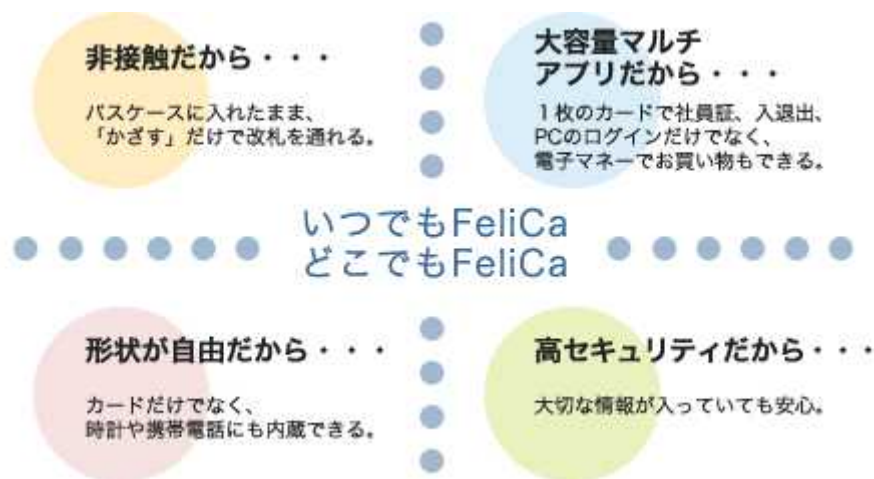 非接触だから・・・
パスケースに入れたまま、
「かざす」だけで改札を通れる。
大容量マルチ
アプリだから・・・
1枚のカードで社員証、入退出、
PCのログインだけでなく、
電子マネーでお買い物もできる。
いつでもFeliCa
どこでもFeliCa
形状が自由だから・・・
カードだけでなく、
時計や携帯電話にも内蔵できる。
高セキュリティだから・・・
大切な情報が入っていても安心。